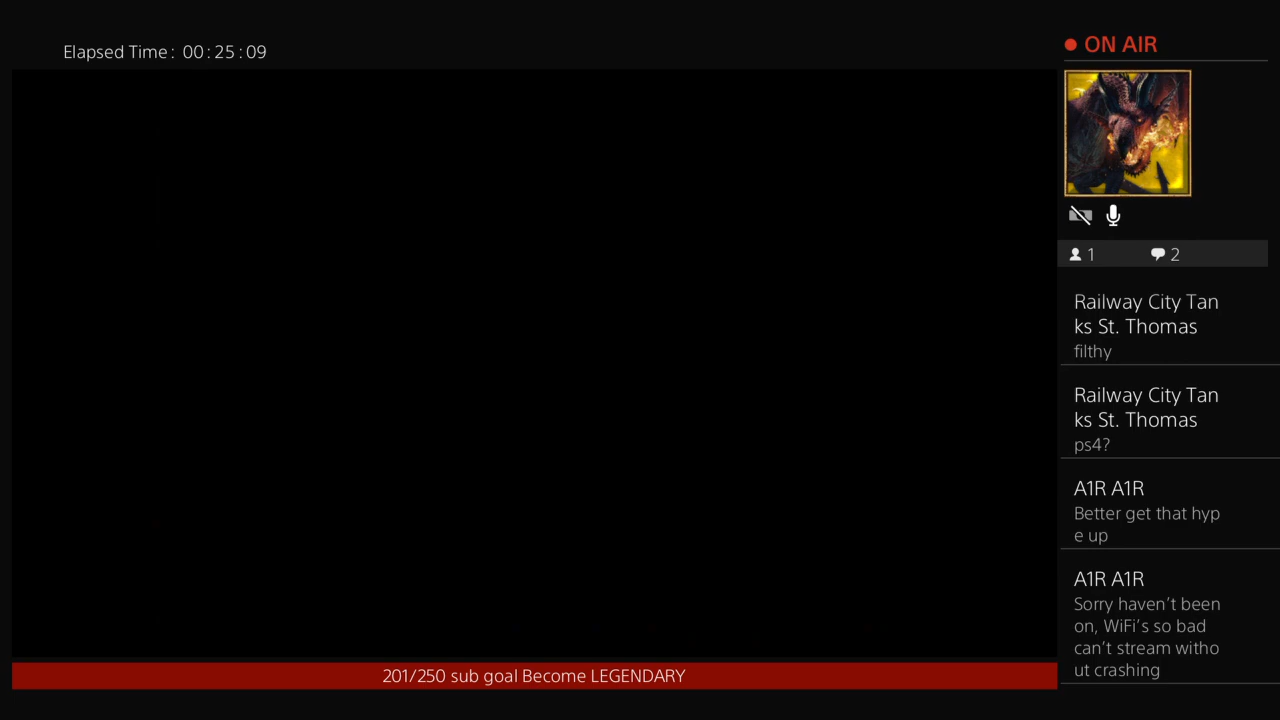 Elapsed Time: 00:25:09
ON AIR
1 2
Railway City Tan
ks St. Thomas
filthy
Railway City Tan
ks St. Thomas
ps4?
A1R A1R
Better get that hyp
e up
A1R A1R
Sorry haven't been
on, WiFi's so bad
can't stream witho
ut crashing
201/250 sub goal Become LEGENDARY